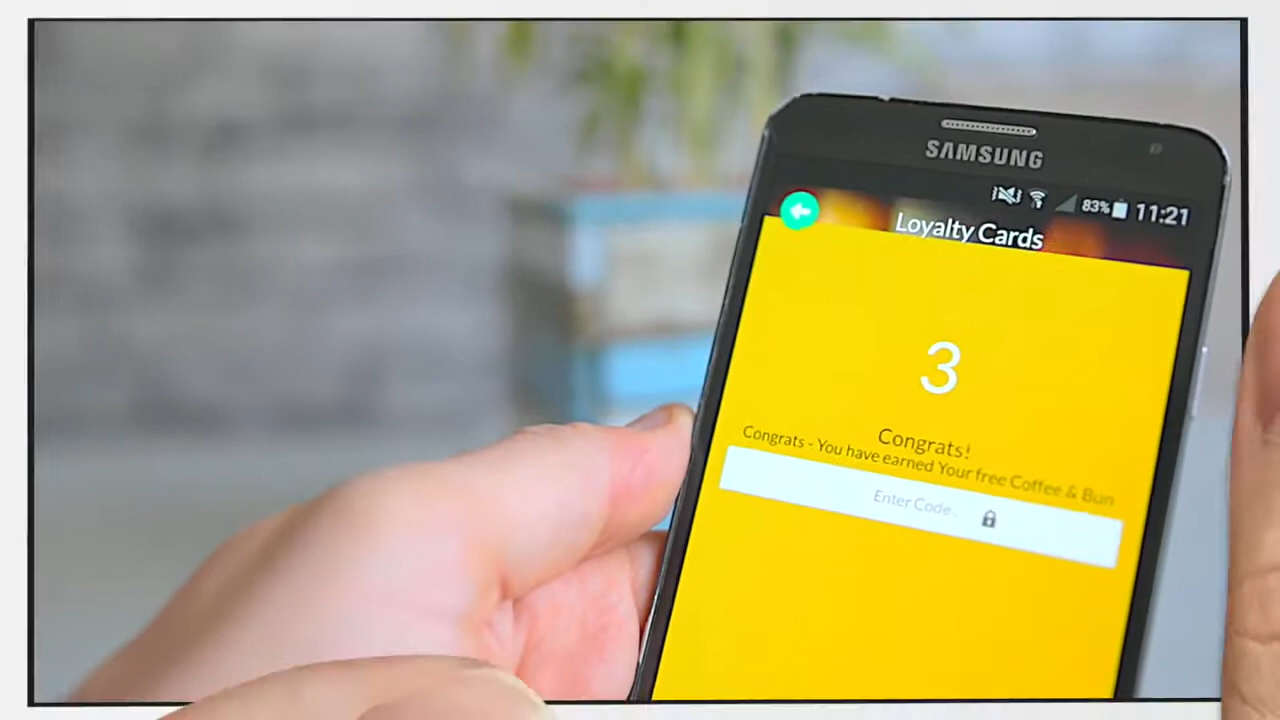 SAMSUNG
83% 11:21
Loyalty Cards
3
Congrats!
Congrats - You have earned Your free Coffee & Bun
Enter Code.